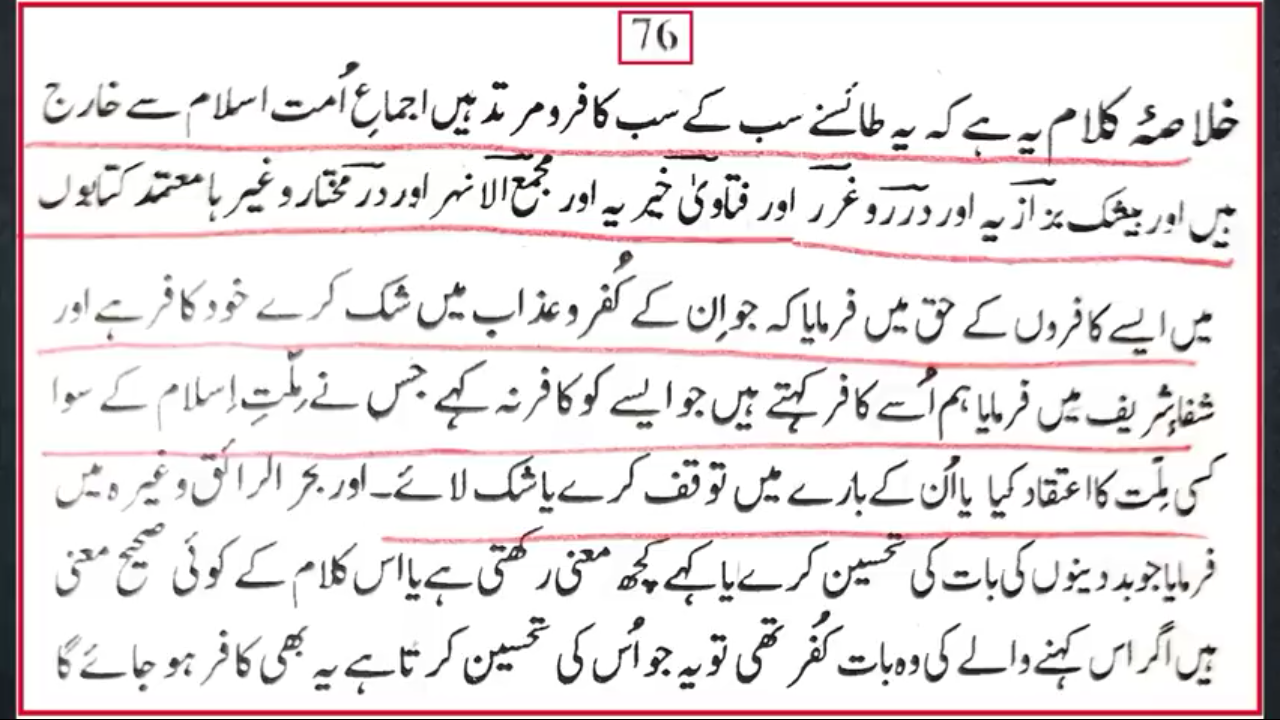 76
خلاصۂ کلام یہ ہے کہ یہ طائفے سب کے سب کافر و مرتد ہیں اجماعِ اُمت اسلام سے خارج
ہیں اور بیشک بزازیہ اور درر و غرر اور فتاویٰ خیریہ اور مجمع الانہر اور در مختار وغیرہا معتمد کتابوں
میں ایسے کافروں کے حق میں فرمایا کہ جو اِن کے کُفر و عذاب میں شک کرے خود کافر ہے اور
شفاءِ شریف میں فرمایا ہم اُسے کافر کہتے ہیں جو ایسے کو کافر نہ کہے جس نے مِلّتِ اِسلام کے سوا
کسی مِلّت کا اعتقاد کیا یا اُن کے بارے میں توقف کرے یا شک لائے۔ اور بحر الرائق وغیرہ میں
فرمایا جو بد دینوں کی بات کی تحسین کرے یا کہے کچھ معنی رکھتی ہے یا اس کلام کے کوئی صحیح معنی
ہیں اگر اس کہنے والے کی وہ بات کُفر تھی تو یہ جو اُس کی تحسین کرتا ہے یہ بھی کافر ہو جائے گا